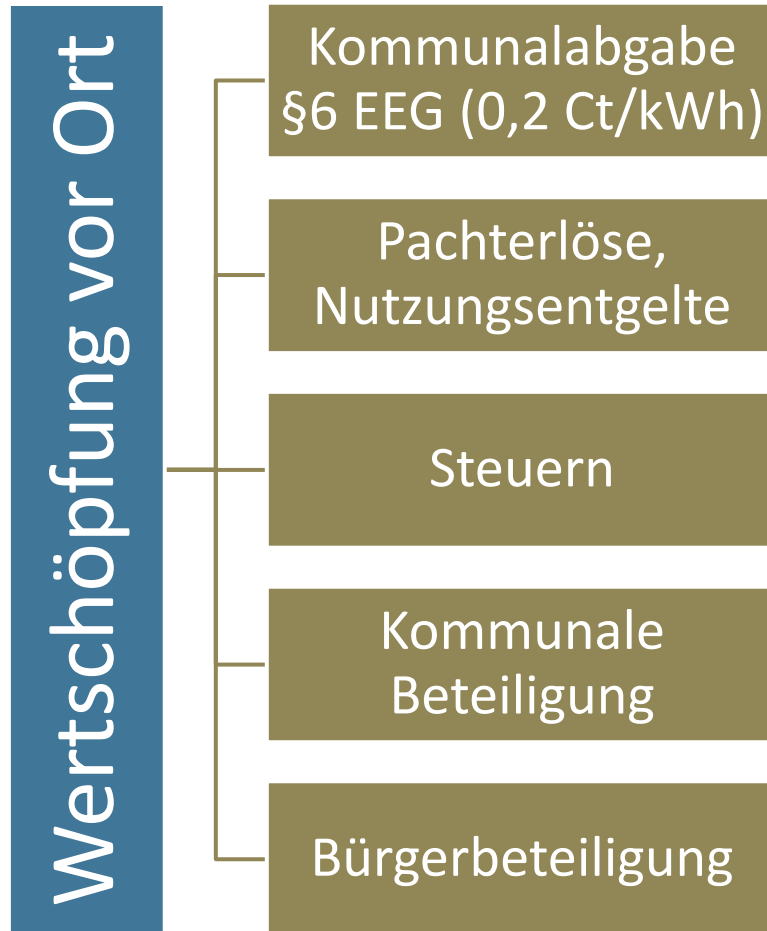 Wertschöpfung vor Ort
Kommunalabgabe
§6 EEG (0,2 Ct/kWh)
Pachterlöse,
Nutzungsentgelte
Steuern
Kommunale
Beteiligung
Bürgerbeteiligung